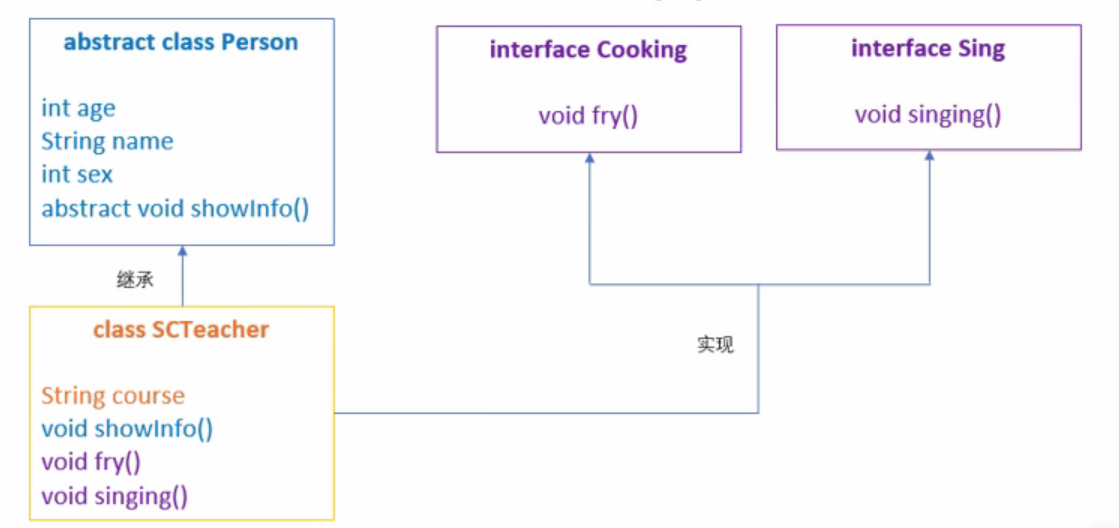 abstract class Person
int age
String name
int sex
abstract void showInfo()
interface Cooking
void fry()
interface Sing
void singing()
继承
实现
class SCTeacher
String course
void showInfo()
void fry()
void singing()